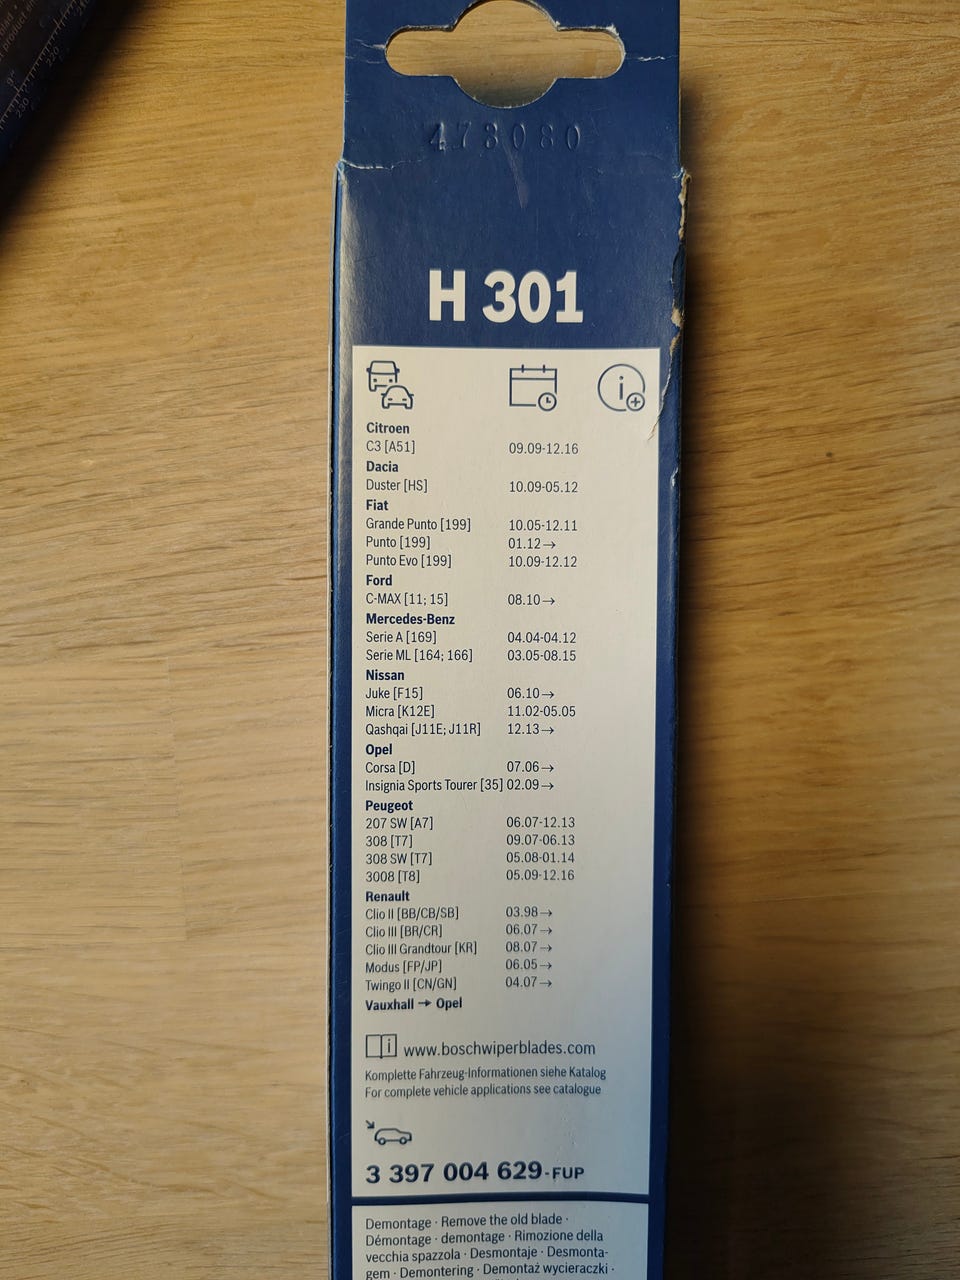 473080
H 301
Citroen
C3 [A51] 09.09-12.16
Dacia
Duster [HS] 10.09-05.12
Fiat
Grande Punto [199] 10.05-12.11
Punto [199] 01.12→
Punto Evo [199] 10.09-12.12
Ford
C-MAX [11; 15] 08.10→
Mercedes-Benz
Serie A [169] 04.04-04.12
Serie ML [164; 166] 03.05-08.15
Nissan
Juke [F15] 06.10→
Micra [K12E] 11.02-05.05
Qashqai [J11E; J11R] 12.13→
Opel
Corsa [D] 07.06→
Insignia Sports Tourer [35] 02.09→
Peugeot
207 SW [A7] 06.07-12.13
308 [T7] 09.07-06.13
308 SW [T7] 05.08-01.14
3008 [T8] 05.09-12.16
Renault
Clio II [BB/CB/SB] 03.98→
Clio III [BR/CR] 06.07→
Clio III Grandtour [KR] 08.07→
Modus [FP/JP] 06.05→
Twingo II [CN/GN] 04.07→
Vauxhall → Opel
i www.boschwiperblades.com
Komplette Fahrzeug-Informationen siehe Katalog
For complete vehicle applications see catalogue
3 397 004 629-FUP
Demontage · Remove the old blade ·
Démontage · demontage · Rimozione della
vecchia spazzola · Desmontaje · Desmonta-
gem · Demontering · Demontaż wycieraczki ·